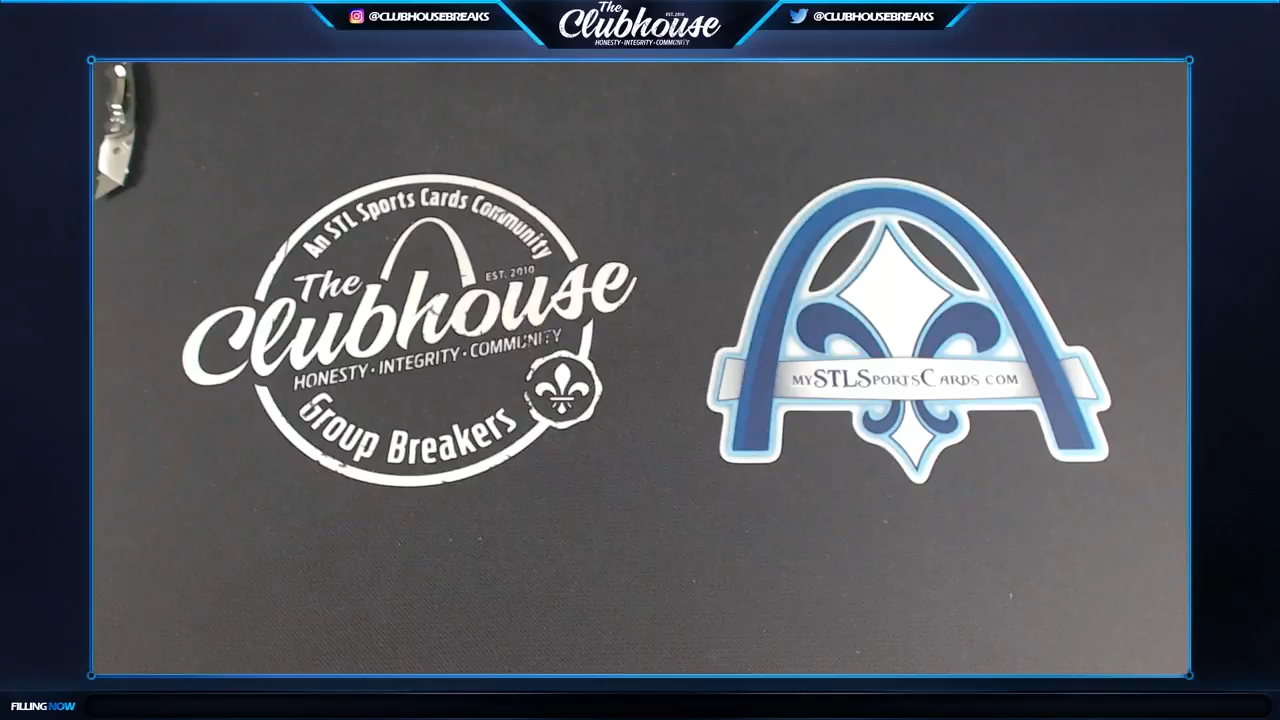 @CLUBHOUSEBREAKS
The
EST. 2010
Clubhouse
HONESTY • INTEGRITY • COMMUNITY
@CLUBHOUSEBREAKS
An STL Sports Cards Community
The
EST. 2010
Clubhouse
HONESTY • INTEGRITY • COMMUNITY
Group Breakers
MYSTLSPORTSCARDS COM
FILLING NOW